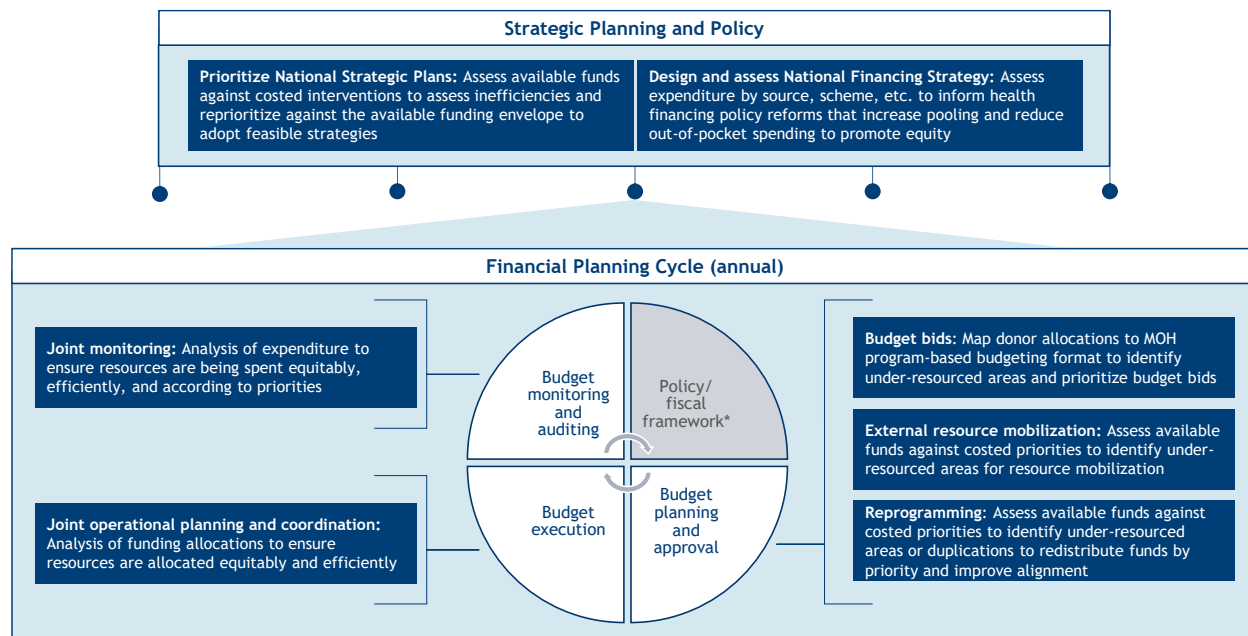 Strategic Planning and Policy
Prioritize National Strategic Plans: Assess available funds
against costed interventions to assess inefficiencies and
reprioritize against the available funding envelope to
adopt feasible strategies
Design and assess National Financing Strategy: Assess
expenditure by source, scheme, etc. to inform health
financing policy reforms that increase pooling and reduce
out-of-pocket spending to promote equity
Financial Planning Cycle (annual)
Joint monitoring: Analysis of expenditure to
ensure resources are being spent equitably,
efficiently, and according to priorities
Joint operational planning and coordination:
Analysis of funding allocations to ensure
resources are allocated equitably and efficiently
Budget
monitoring
and
auditing
Policy/
fiscal
framework*
Budget
execution
Budget
planning
and
approval
Budget bids: Map donor allocations to MOH
program-based budgeting format to identify
under-resourced areas and prioritize budget bids
External resource mobilization: Assess available
funds against costed priorities to identify under-
resourced areas for resource mobilization
Reprogramming: Assess available funds against
costed priorities to identify under-resourced
areas or duplications to redistribute funds by
priority and improve alignment